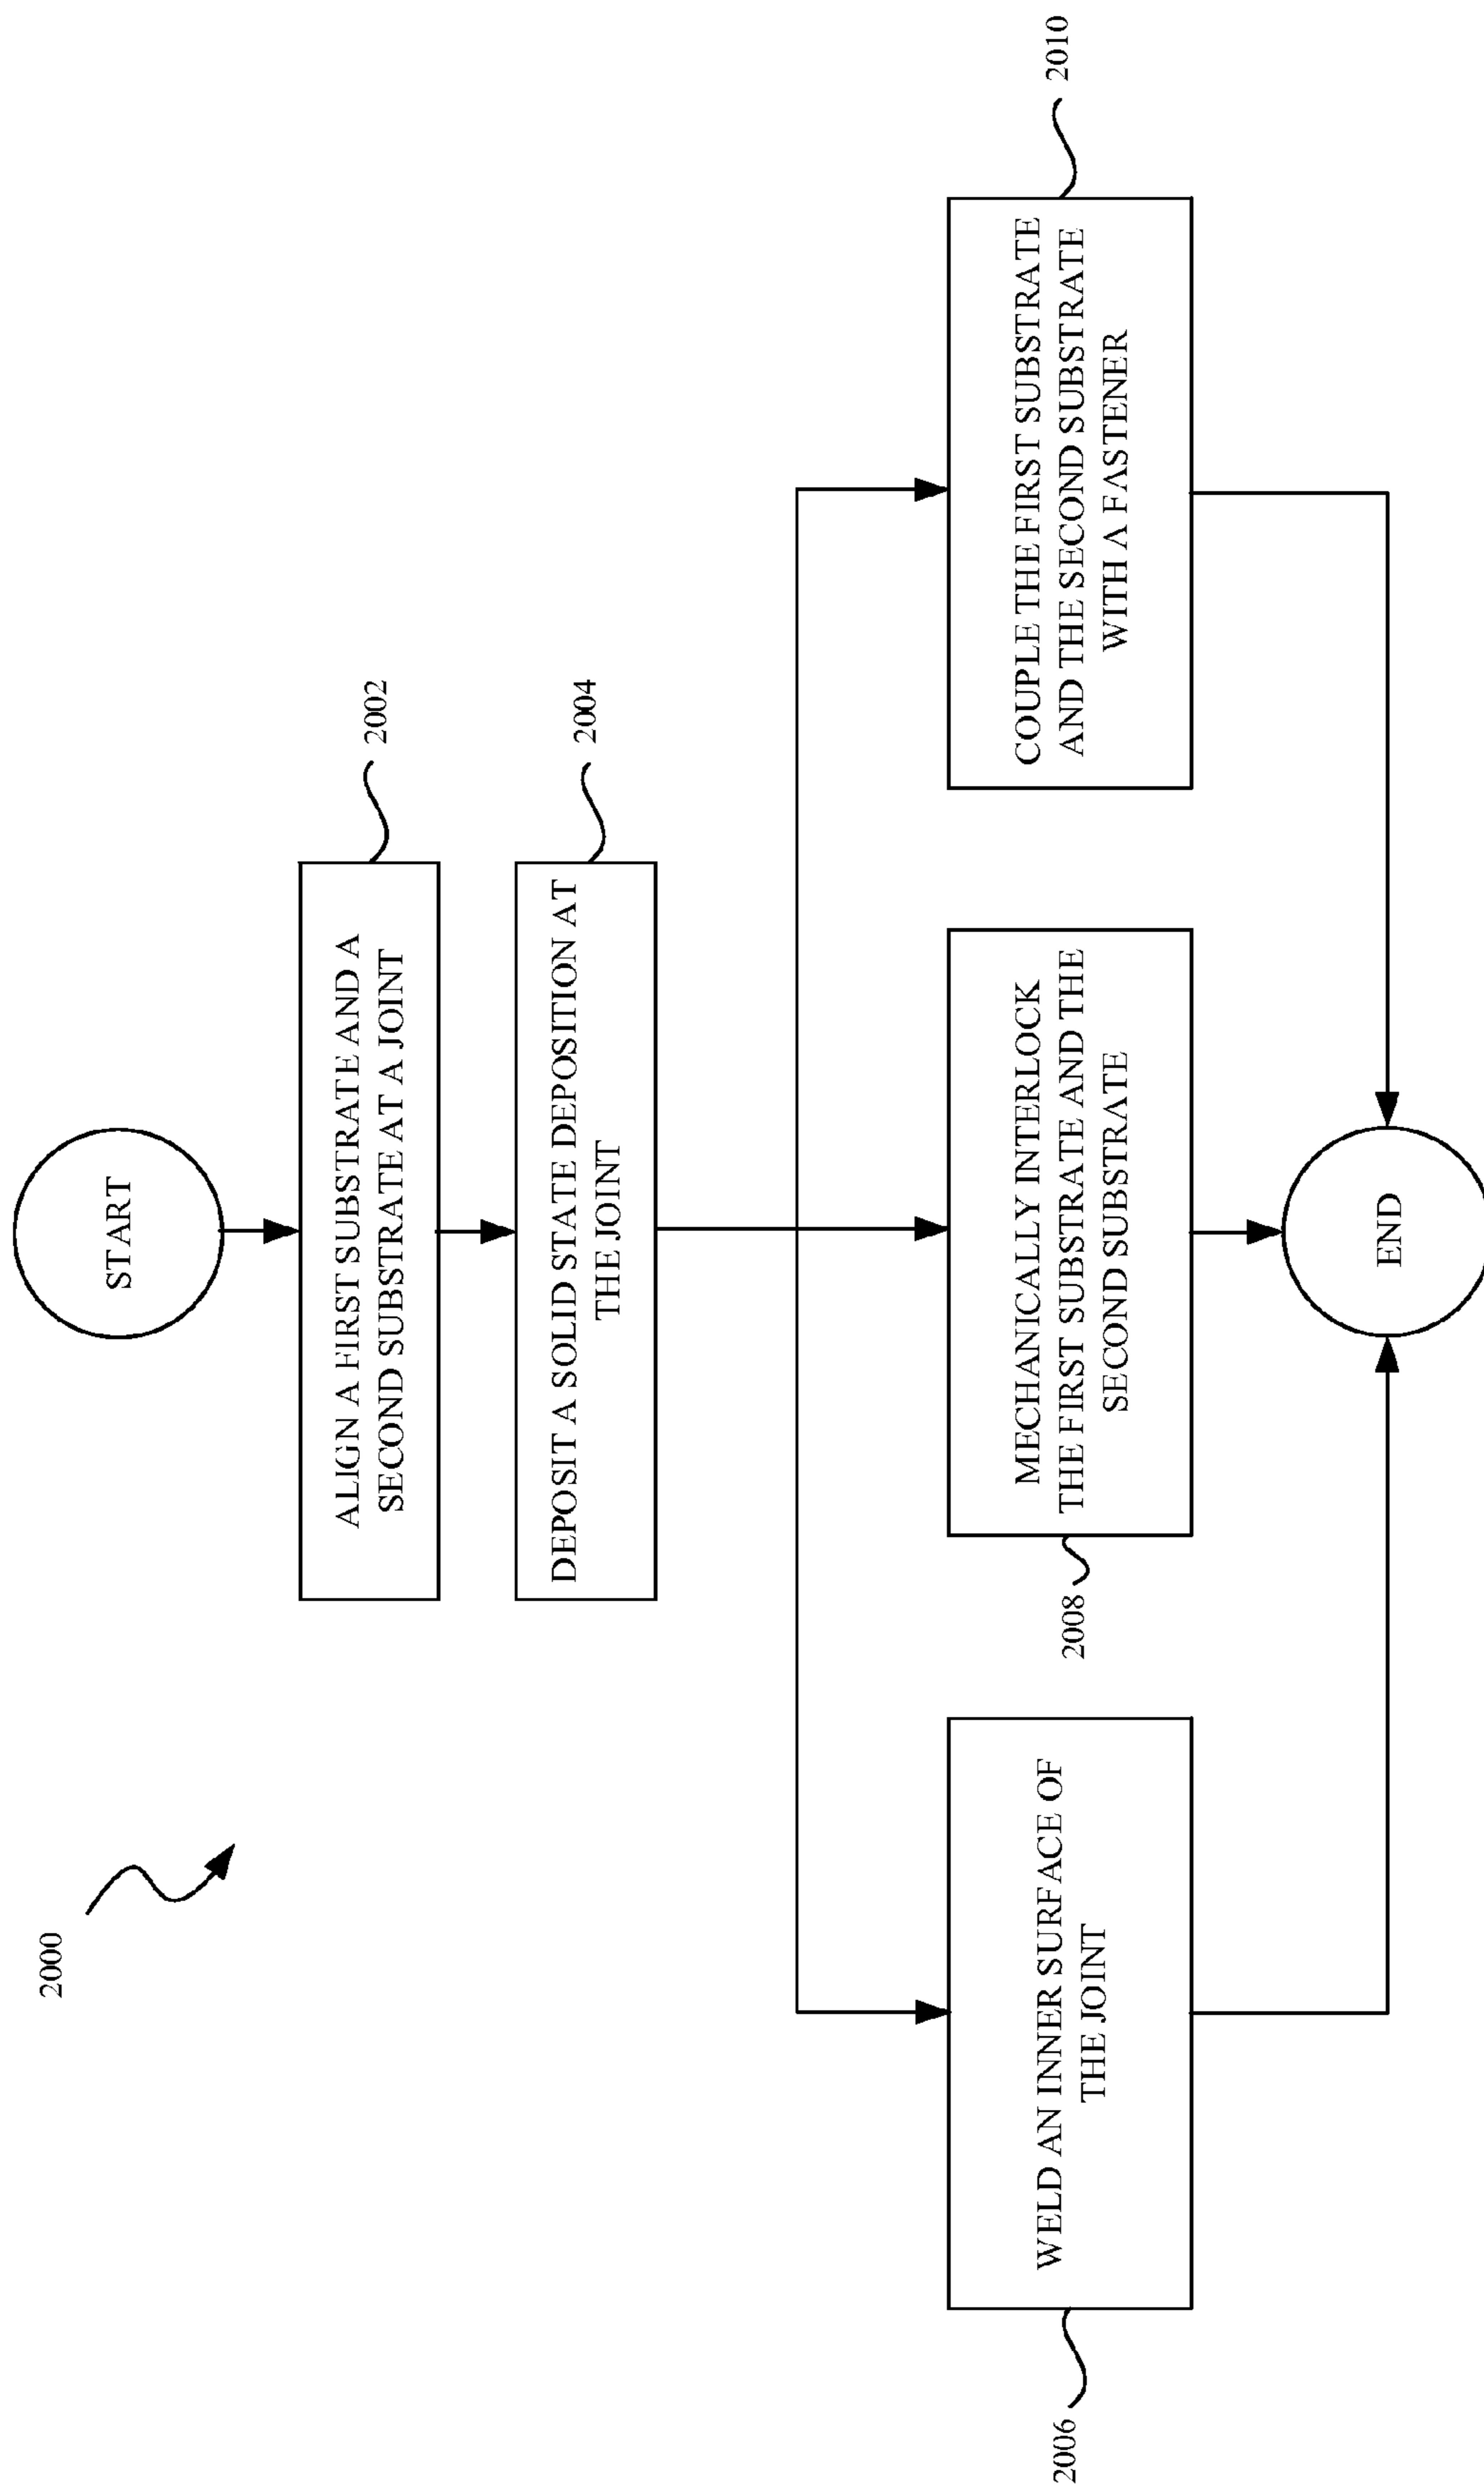 2000
START
ALIGN A FIRST SUBSTRATE AND A
SECOND SUBSTRATE AT A JOINT
2002
DEPOSIT A SOLID STATE DEPOSITION AT
THE JOINT
2004
WELD AN INNER SURFACE OF
THE JOINT
2006
MECHANICALLY INTERLOCK
THE FIRST SUBSTRATE AND THE
SECOND SUBSTRATE
2008
COUPLE THE FIRST SUBSTRATE
AND THE SECOND SUBSTRATE
WITH A FASTENER
2010
END